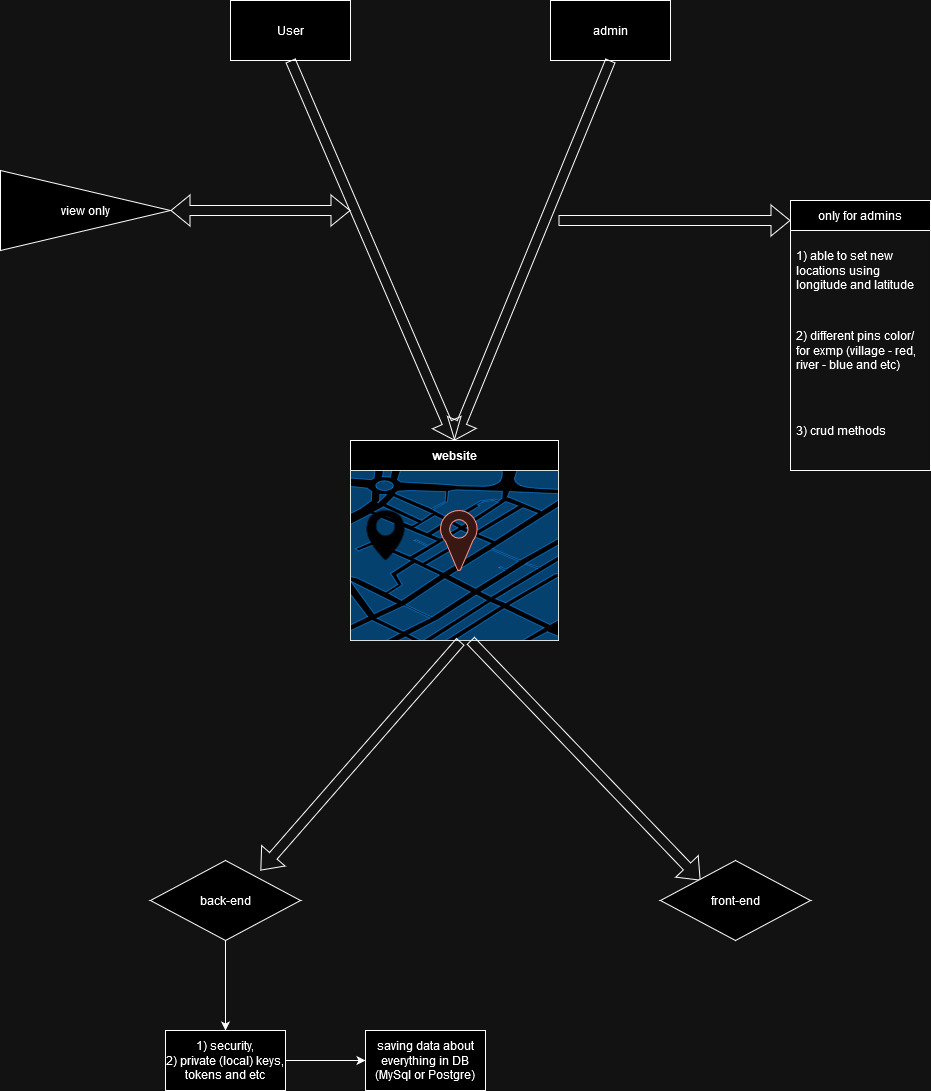 User
admin
view only
only for admins
1) able to set new
locations using
longitude and latitude
2) different pins color/
for exmp (village - red,
river - blue and etc)
3) crud methods
website
back-end
front-end
1) security,
2) private (local) keys,
tokens and etc
saving data about
everything in DB
(MySql or Postgre)